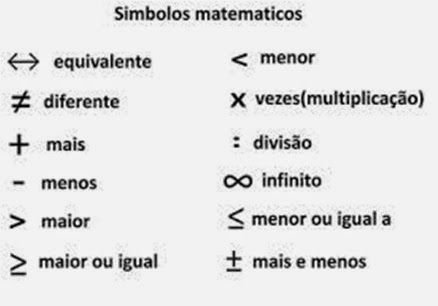 Simbolos matematicos
↔ equivalente
≠ diferente
+ mais
- menos
> maior
≥ maior ou igual
< menor
x vezes(multiplicação)
: divisão
∞ infinito
≤ menor ou igual a
± mais e menos